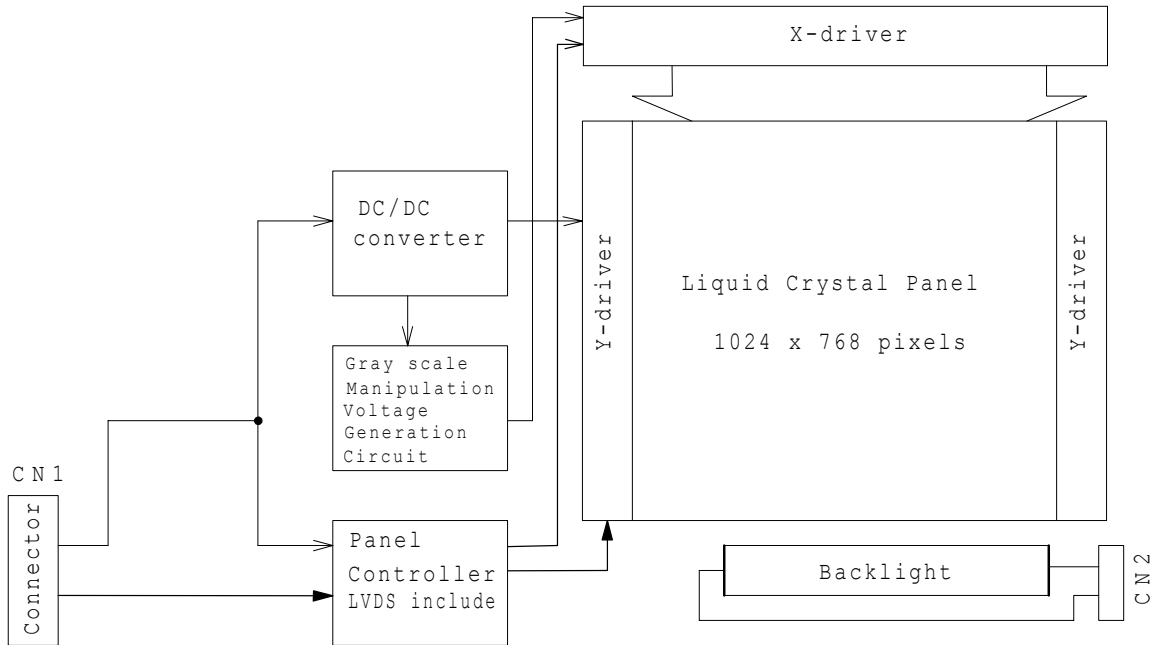 X-driver
DC/DC
converter
Y-driver
Liquid Crystal Panel
1024 x 768 pixels
Y-driver
Gray scale
Manipulation
Voltage
Generation
Circuit
CN1
Connector
Panel
Controller
LVDS include
Backlight
CN2